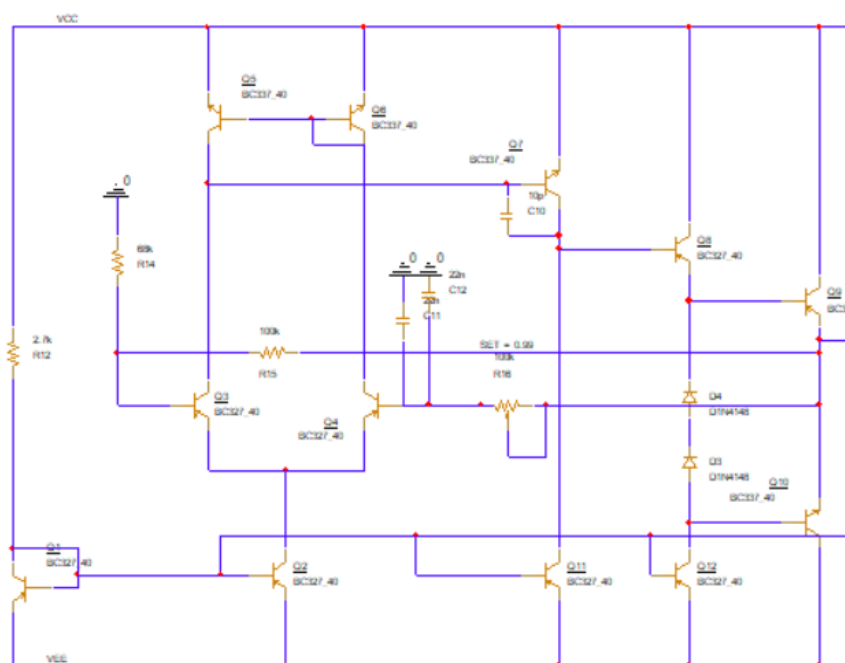 VCC
Q5
BC337_40
Q6
BC337_40
Q7
BC337_40
10p
C10
0
68k
R14
0
0
22n
C12
22n
C11
Q8
BC327_40
Q9
2.7k
R12
100k
R15
SET = 0.99
100k
R16
Q3
BC327_40
Q4
BC327_40
D4
D1N4148
D3
D1N4148
Q10
BC337_40
Q1
BC327_40
Q2
BC327_40
Q11
BC327_40
Q12
BC327_40
VEE